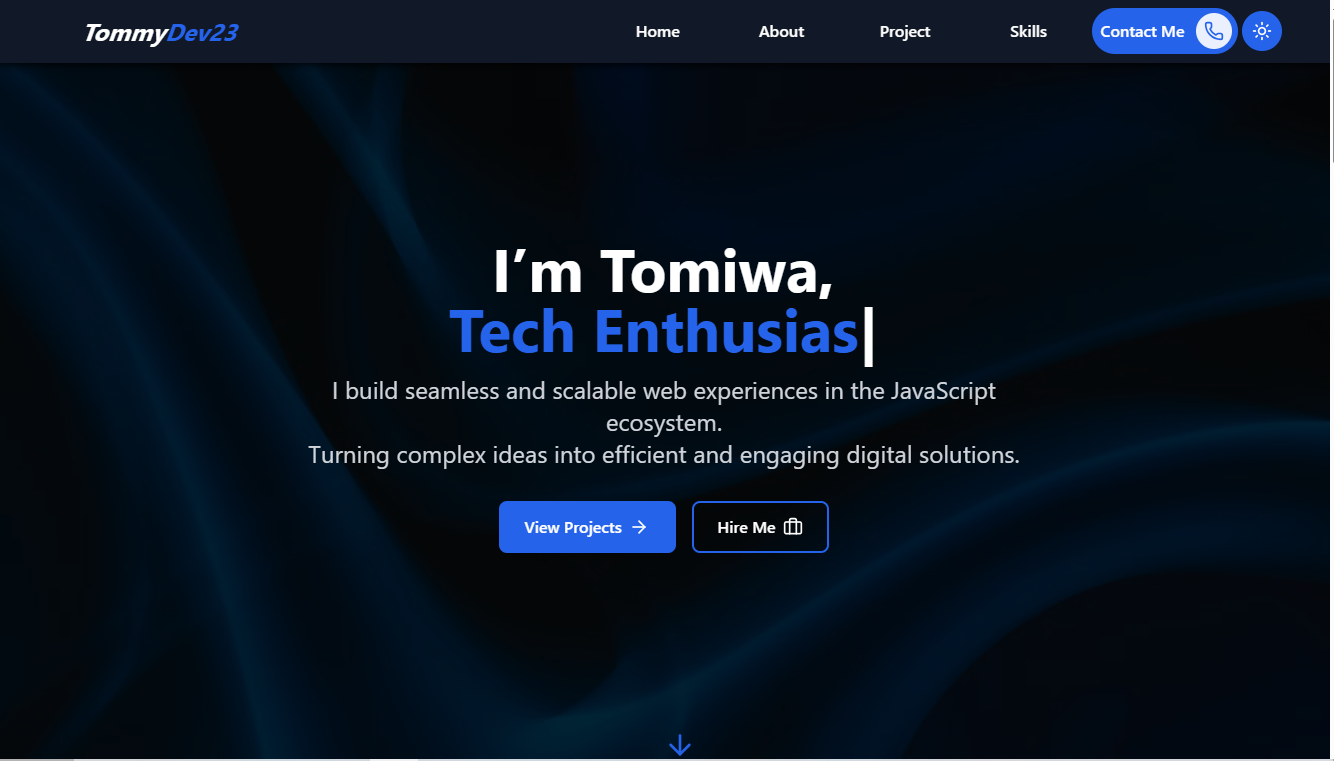 TommyDev23
Home
About
Project
Skills
Contact Me
I’m Tomiwa,
Tech Enthusias|
I build seamless and scalable web experiences in the JavaScript
ecosystem.
Turning complex ideas into efficient and engaging digital solutions.
View Projects
Hire Me